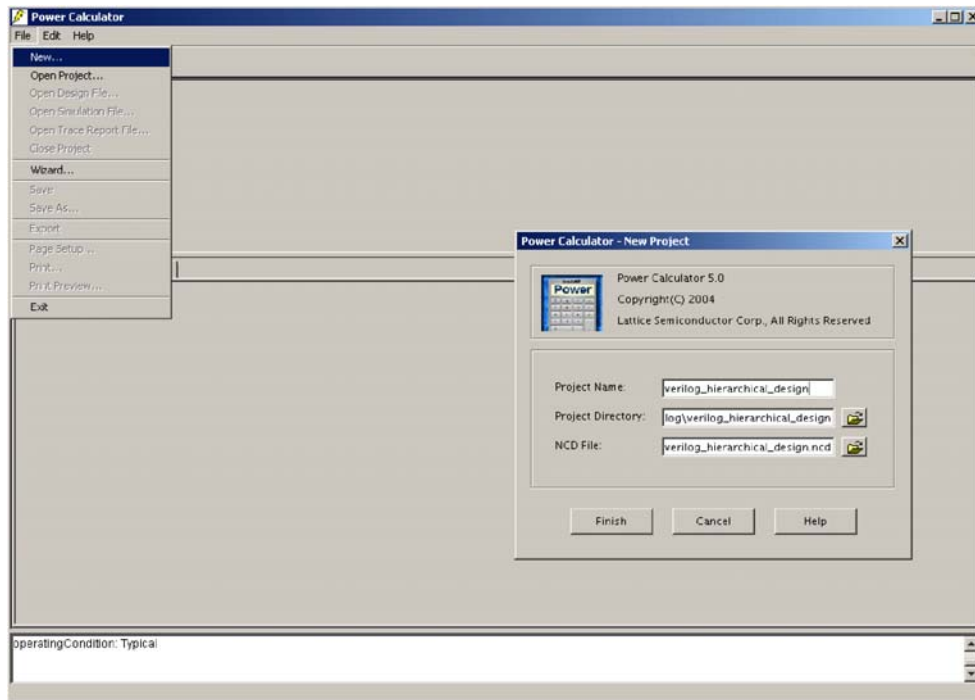 Power Calculator
File Edit Help
New...
Open Project...
Open Design File...
Open Simulation File...
Open Trace Report File...
Close Project
Wizard...
Save
Save As...
Export
Page Setup ...
Print...
Print Preview...
Exit
Power Calculator - New Project
Power
Power Calculator 5.0
Copyright(C) 2004
Lattice Semiconductor Corp., All Rights Reserved
Project Name: verilog_hierarchical_design
Project Directory: log\verilog_hierarchical_design
NCD File: verilog_hierarchical_design.ncd
Finish Cancel Help
operatingCondition: Typical